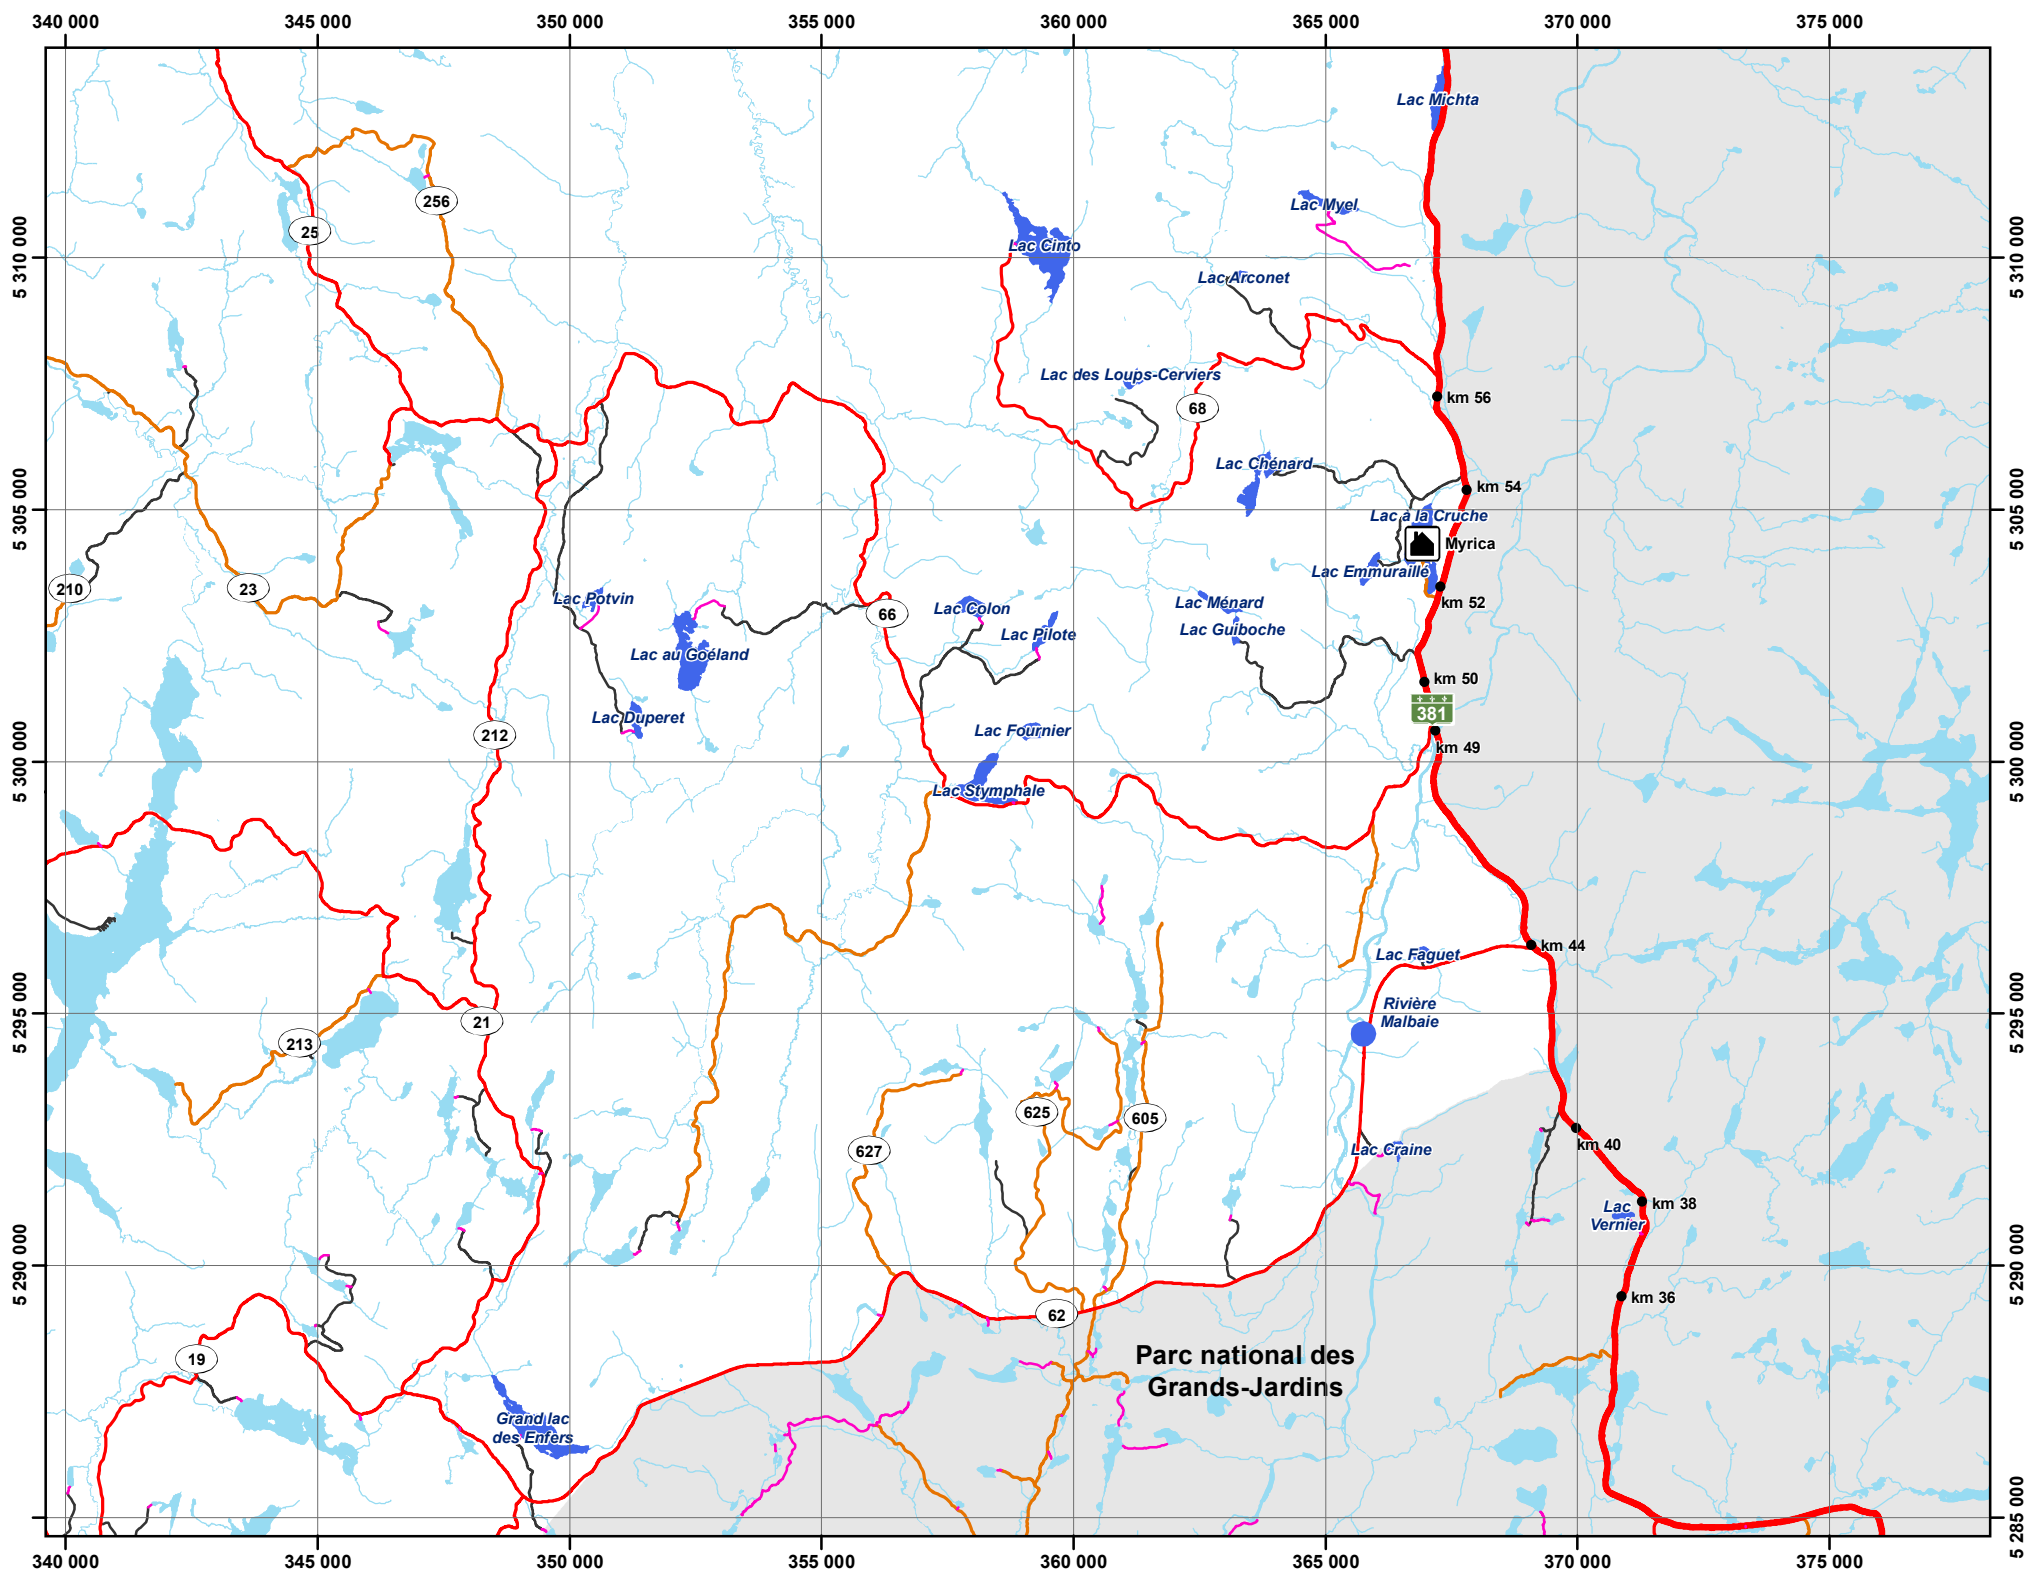 340 000 345 000 350 000 355 000 360 000 365 000 370 000 375 000
Lac Michta
256
Lac Myel
25
Lac Cinto
5 310 000
5 310 000
Lac Arconet
Lac des Loups-Cerviers
km 56
68
Lac Chénard
km 54
5 305 000
5 305 000
Lac à la Cruche
Myrica
Lac Emmuraillé
210
23
Lac Potvin
Lac Colon
66
Lac Ménard
km 52
Lac Guiboche
Lac Pilote
Lac au Goéland
km 50
381
Lac Duperet
Lac Fournier
212
km 49
5 300 000
5 300 000
Lac Stymphale
km 44
Lac Faguet
Rivière
Malbaie
5 295 000
5 295 000
21
213
625
605
627
km 40
Lac Craine
km 38
Lac
Vernier
5 290 000
5 290 000
km 36
62
19
Parc national des
Grands-Jardins
Grand lac
des Enfers
5 285 000
5 285 000
340 000 345 000 350 000 355 000 360 000 365 000 370 000 375 000